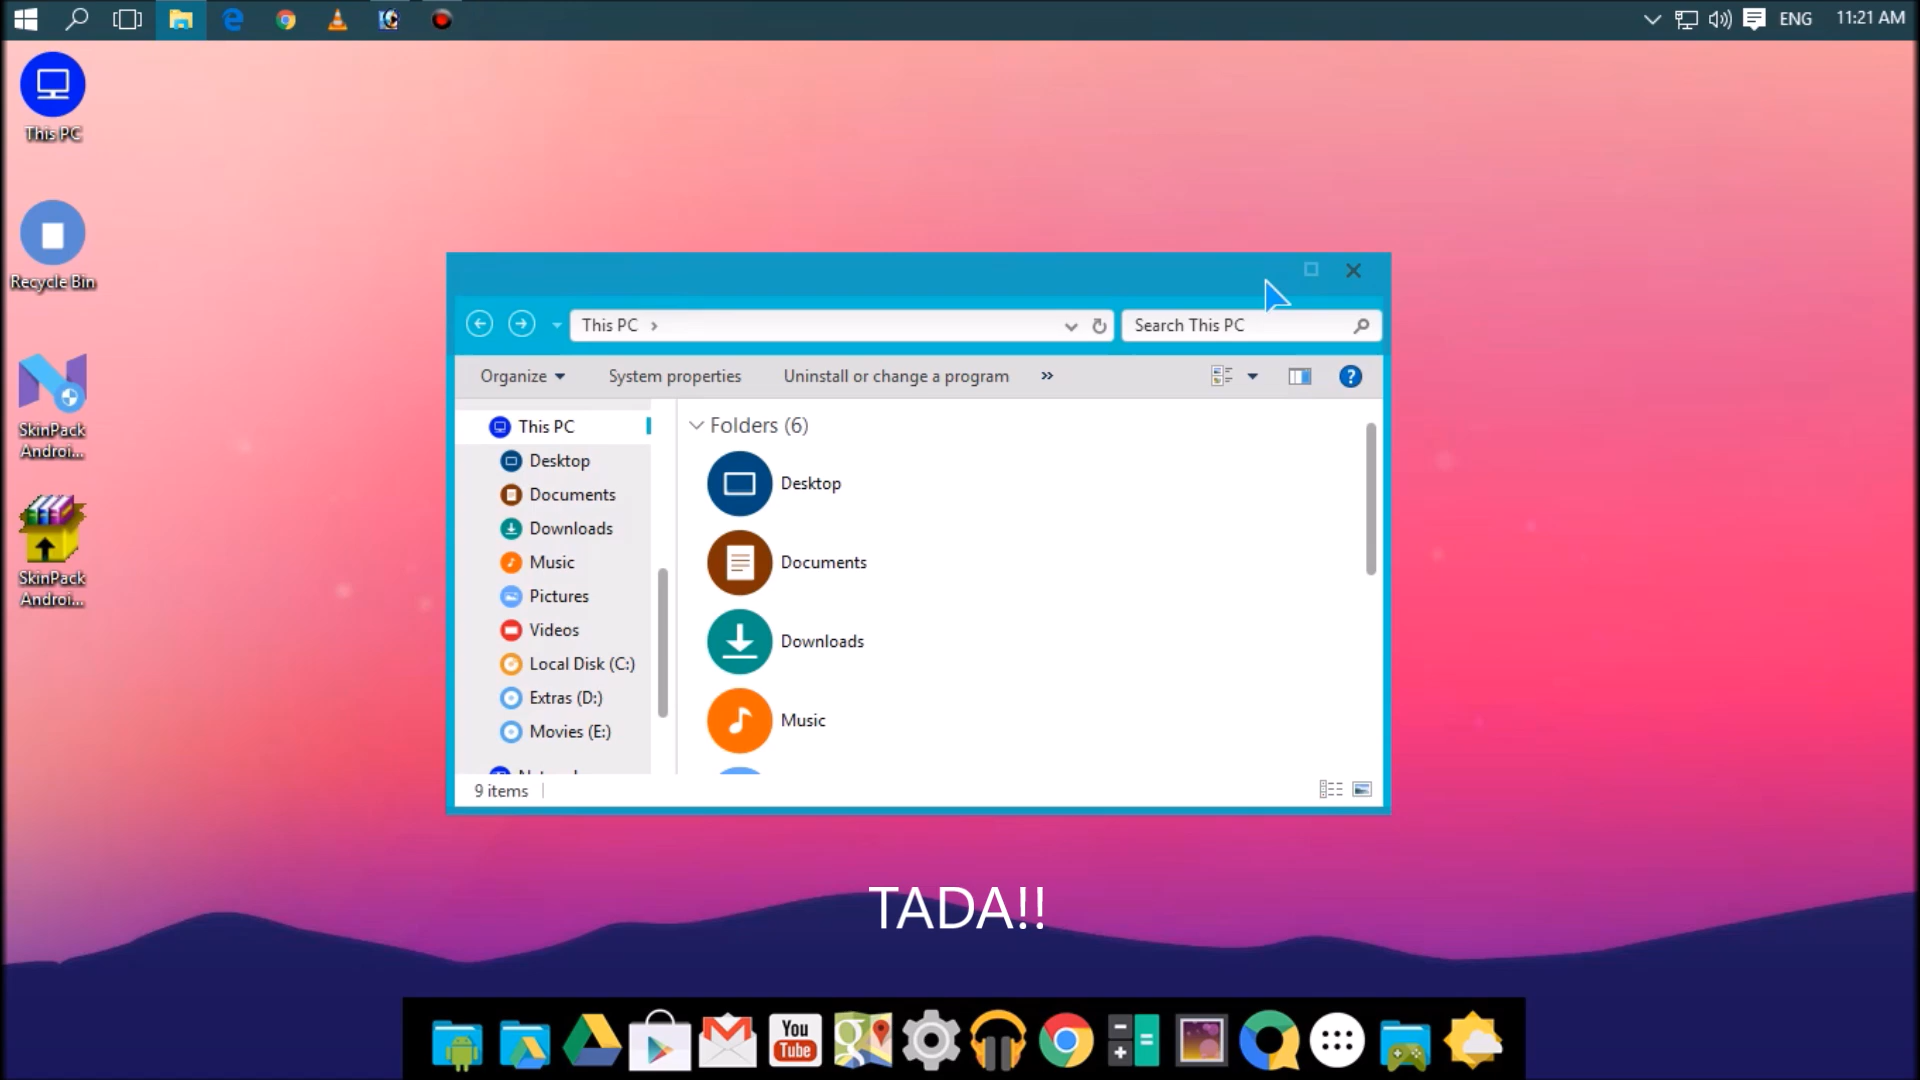 ENG 11:21 AM
This PC
Recycle Bin
SkinPack
Androi...
SkinPack
Androi...
This PC
Search This PC
Organize System properties Uninstall or change a program »
This PC
Desktop
Documents
Downloads
Music
Pictures
Videos
Local Disk (C:)
Extras (D:)
Movies (E:)
Folders (6)
Desktop
Documents
Downloads
Music
9 items
TADA!!
You
Tube